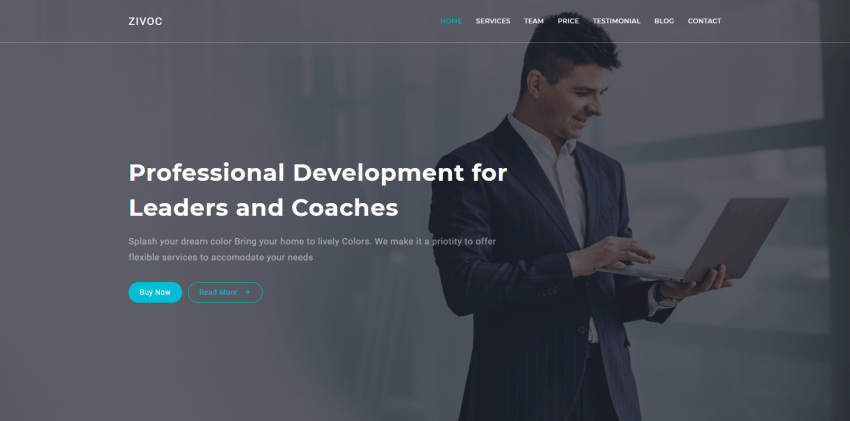 ZIVOC
HOME SERVICES TEAM PRICE TESTIMONIAL BLOG CONTACT
Professional Development for
Leaders and Coaches
Splash your dream color Bring your home to lively Colors. We make it a priotity to offer
flexible services to accomodate your needs
Buy Now Read More →